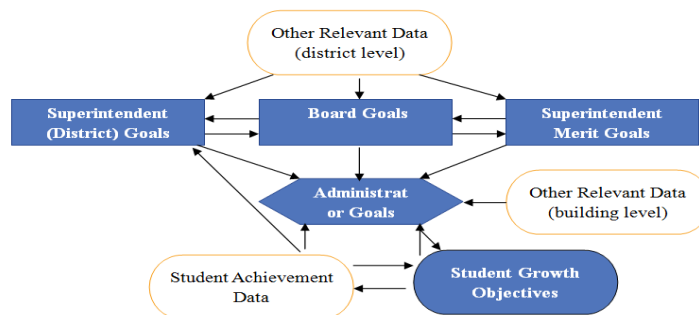 Other Relevant Data
(district level)
Superintendent
(District) Goals
Board Goals
Superintendent
Merit Goals
Administrat
or Goals
Other Relevant Data
(building level)
Student Achievement
Data
Student Growth
Objectives